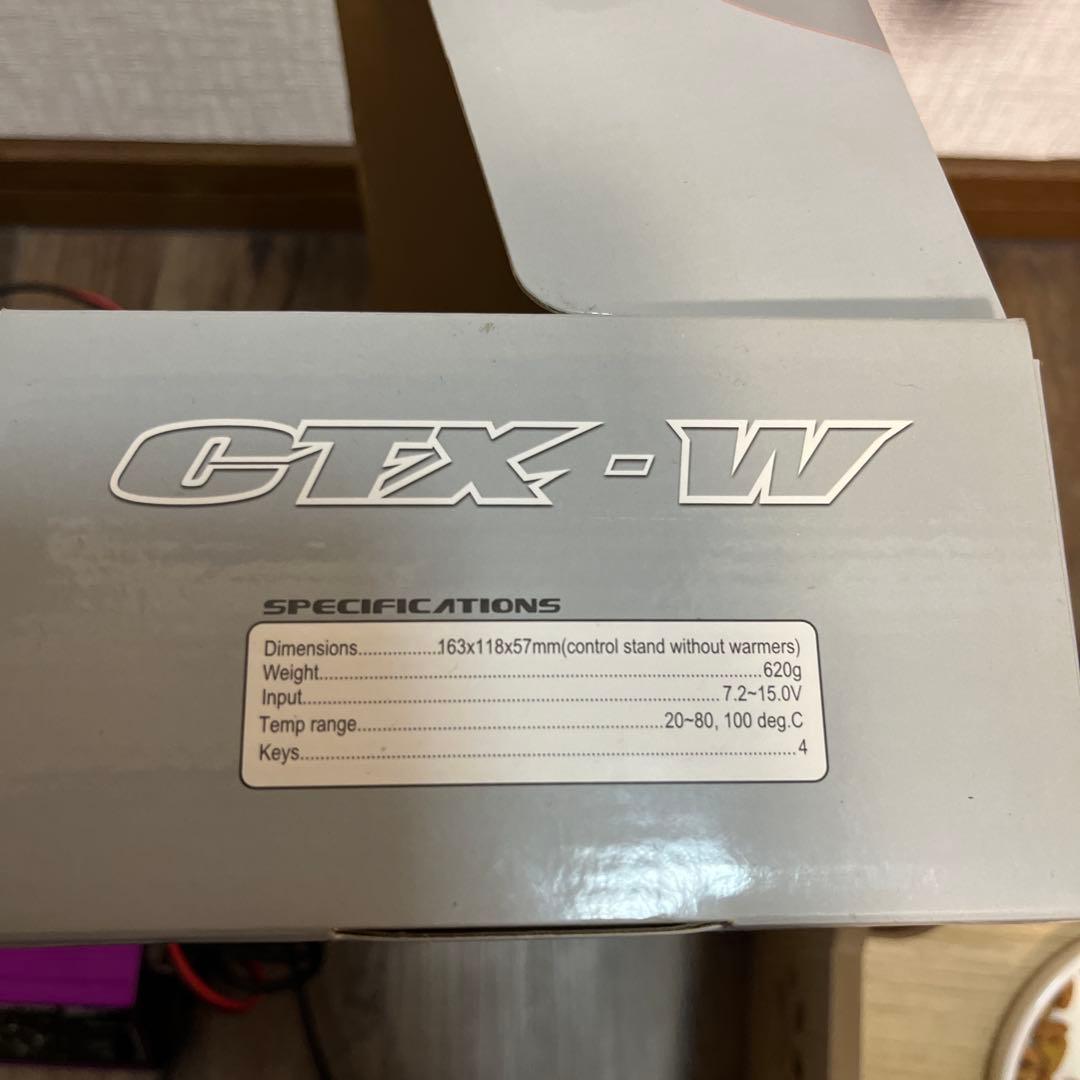 CTX-W
SPECIFICATIONS
Dimensions................163x118x57mm(control stand without warmers)
Weight..........................................................................................620g
Input.....................................................................................7.2~15.0V
Temp range..............................................................20~80, 100 deg.C
Keys....................................................................................................4